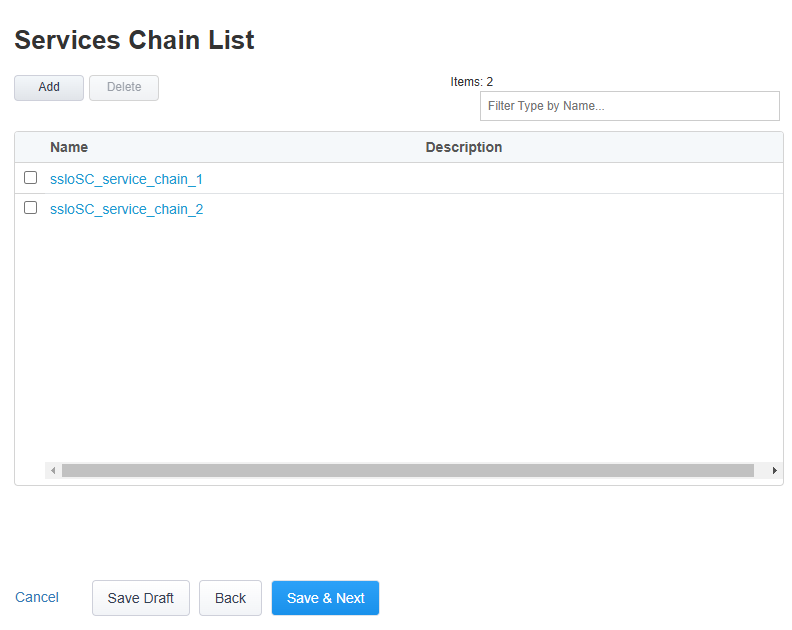 Services Chain List
Add Delete
Items: 2
Filter Type by Name...
Name Description
ssloSC_service_chain_1
ssloSC_service_chain_2
Cancel Save Draft Back Save & Next